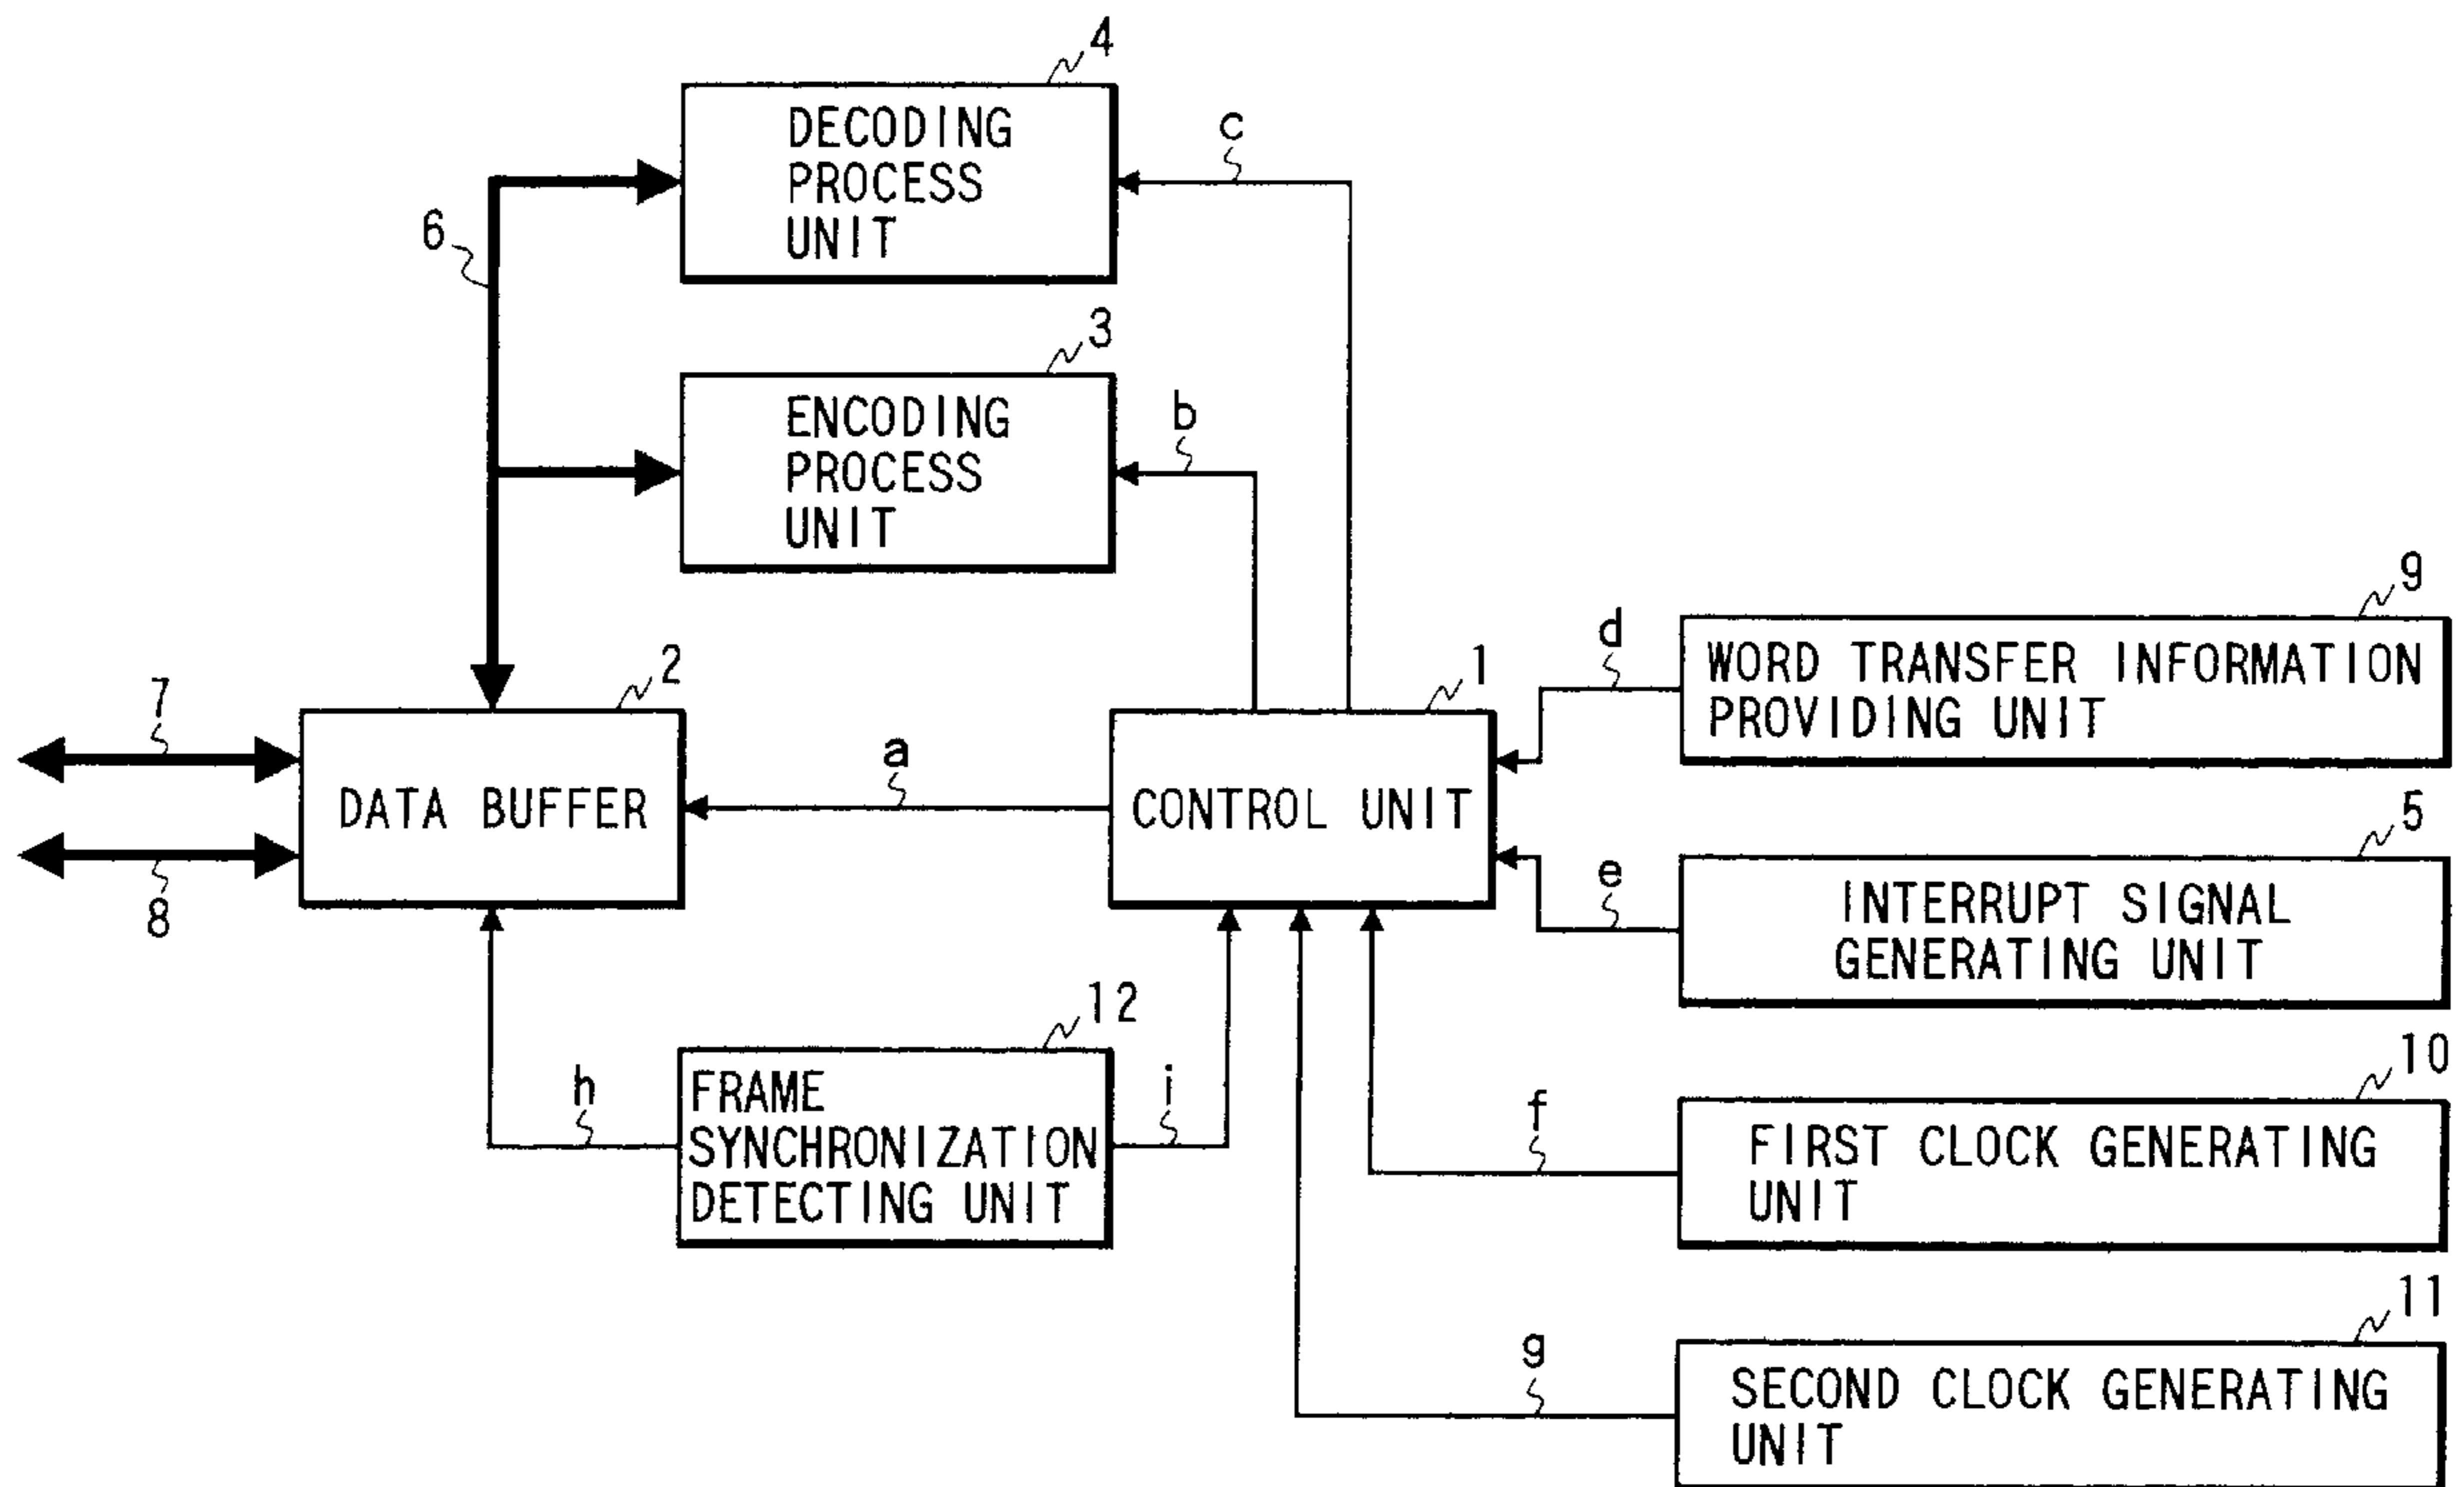 4
DECODING
PROCESS
UNIT
c
6
3
ENCODING
PROCESS
UNIT
b
9
WORD TRANSFER INFORMATION
PROVIDING UNIT
d
2
DATA BUFFER
7
8
a
1
CONTROL UNIT
5
INTERRUPT SIGNAL
GENERATING UNIT
e
12
FRAME
SYNCHRONIZATION
DETECTING UNIT
h
i
10
FIRST CLOCK GENERATING
UNIT
f
11
SECOND CLOCK GENERATING
UNIT
g